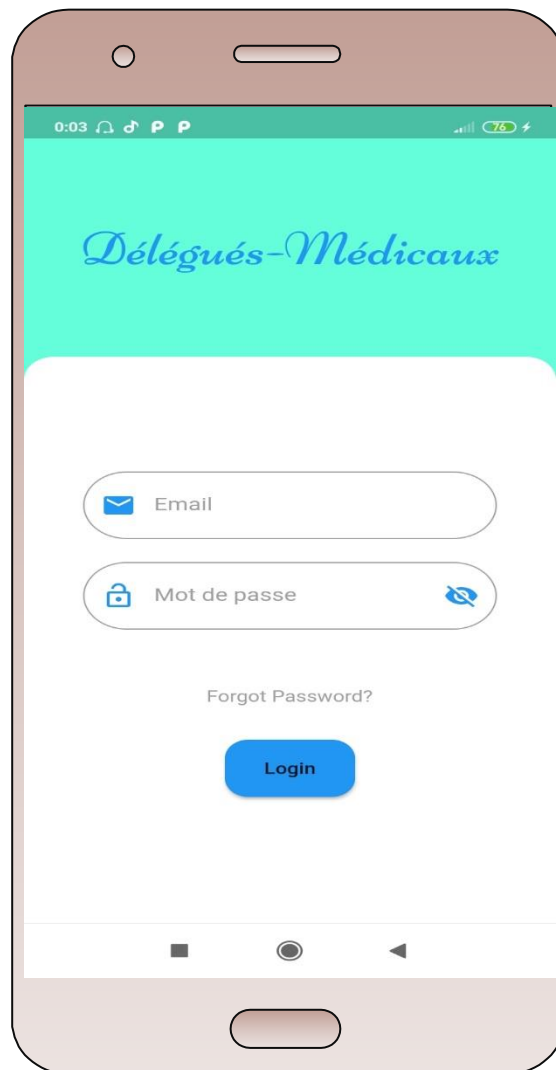 0:03
76
Délégués-Médicaux
Email
Mot de passe
Forgot Password?
Login